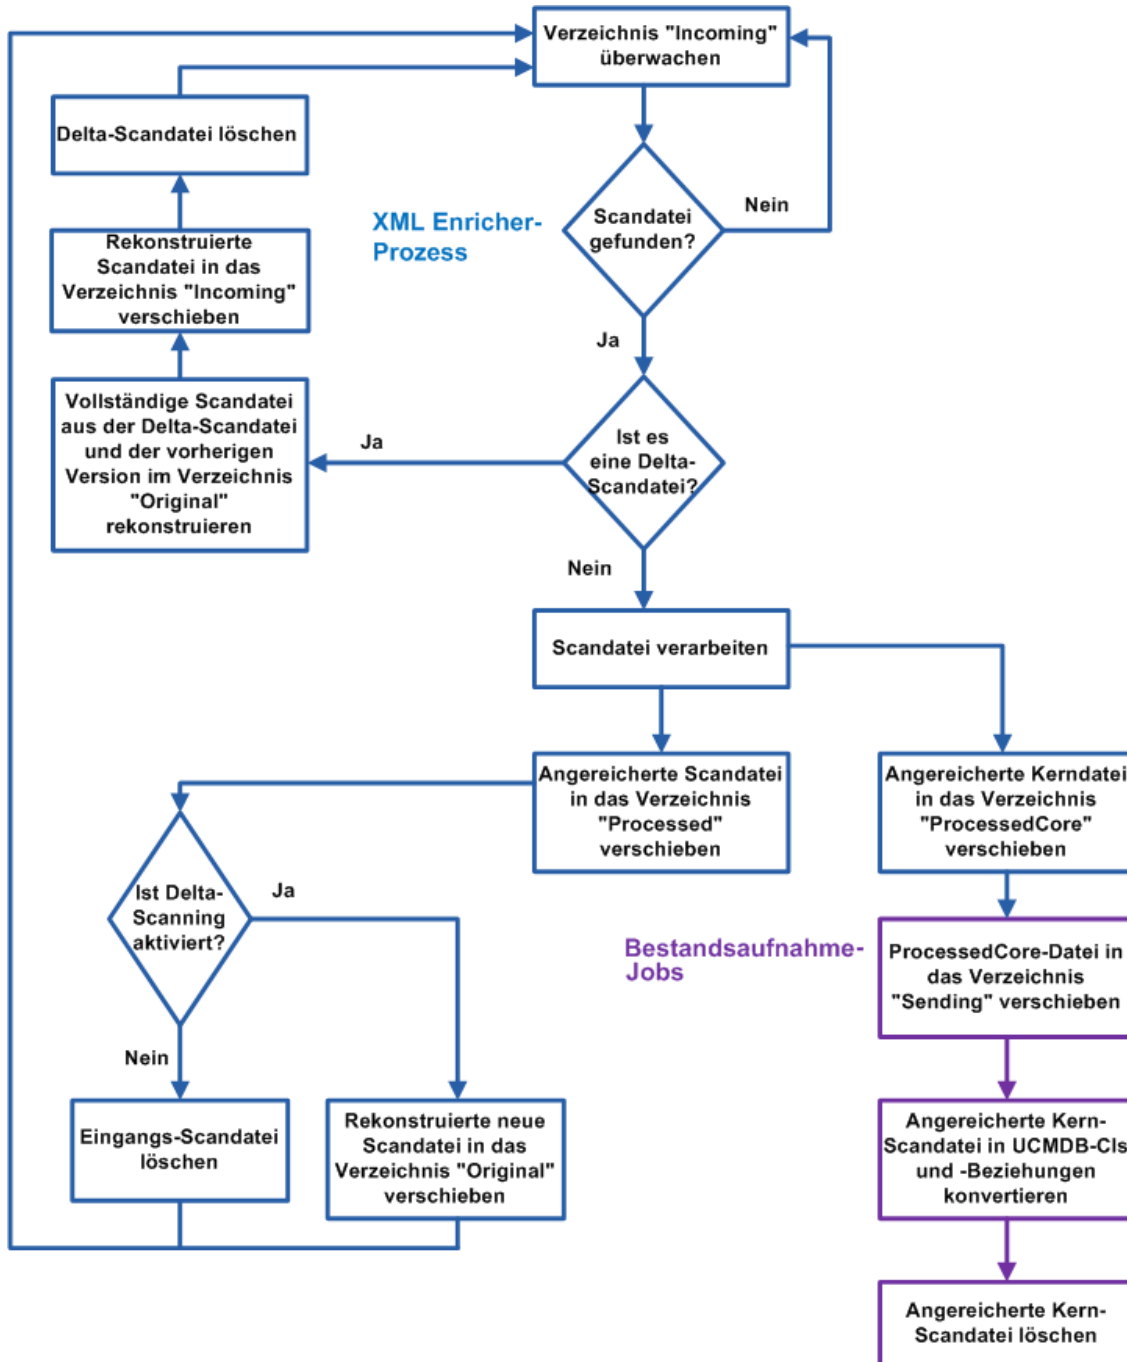 Verzeichnis "Incoming"
überwachen
Delta-Scandatei löschen
Scandatei
gefunden?
Nein
XML Enricher-
Prozess
Rekonstruierte
Scandatei in das
Verzeichnis "Incoming"
verschieben
Ja
Vollständige Scandatei
aus der Delta-Scandatei
und der vorherigen
Version im Verzeichnis
"Original"
rekonstruieren
Ja
Ist es
eine Delta-
Scandatei?
Nein
Scandatei verarbeiten
Angereicherte Scandatei
in das Verzeichnis
"Processed"
verschieben
Angereicherte Kerndatei
in das Verzeichnis
"ProcessedCore"
verschieben
Ist Delta-
Scanning
aktiviert?
Ja
Bestandsaufnahme-
Jobs
ProcessedCore-Datei in
das Verzeichnis
"Sending" verschieben
Nein
Eingangs-Scandatei
löschen
Rekonstruierte neue
Scandatei in das
Verzeichnis "Original"
verschieben
Angereicherte Kern-
Scandatei in UCMDB-CIs
und -Beziehungen
konvertieren
Angereicherte Kern-
Scandatei löschen